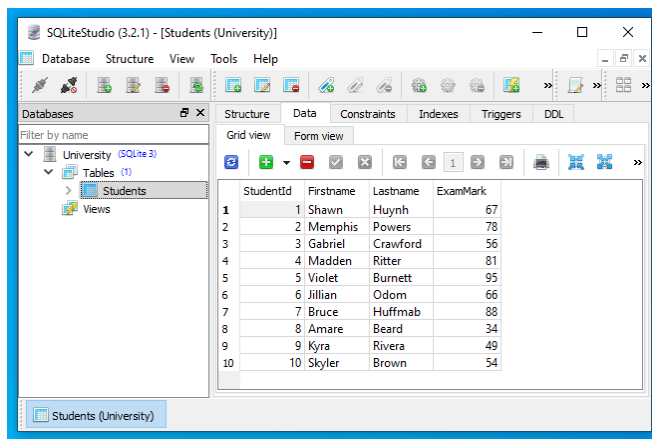 SQLiteStudio (3.2.1) - [Students (University)]
Database Structure View Tools Help
Databases
Structure Data Constraints Indexes Triggers DDL
Filter by name
Grid view Form view
University (SQLite 3)
1
Tables (1)
Students
Views
StudentId Firstname Lastname ExamMark
1 1 Shawn Huynh 67
2 2 Memphis Powers 78
3 3 Gabriel Crawford 56
4 4 Madden Ritter 81
5 5 Violet Burnett 95
6 6 Jillian Odom 66
7 7 Bruce Huffmab 88
8 8 Amare Beard 34
9 9 Kyra Rivera 49
10 10 Skyler Brown 54
Students (University)